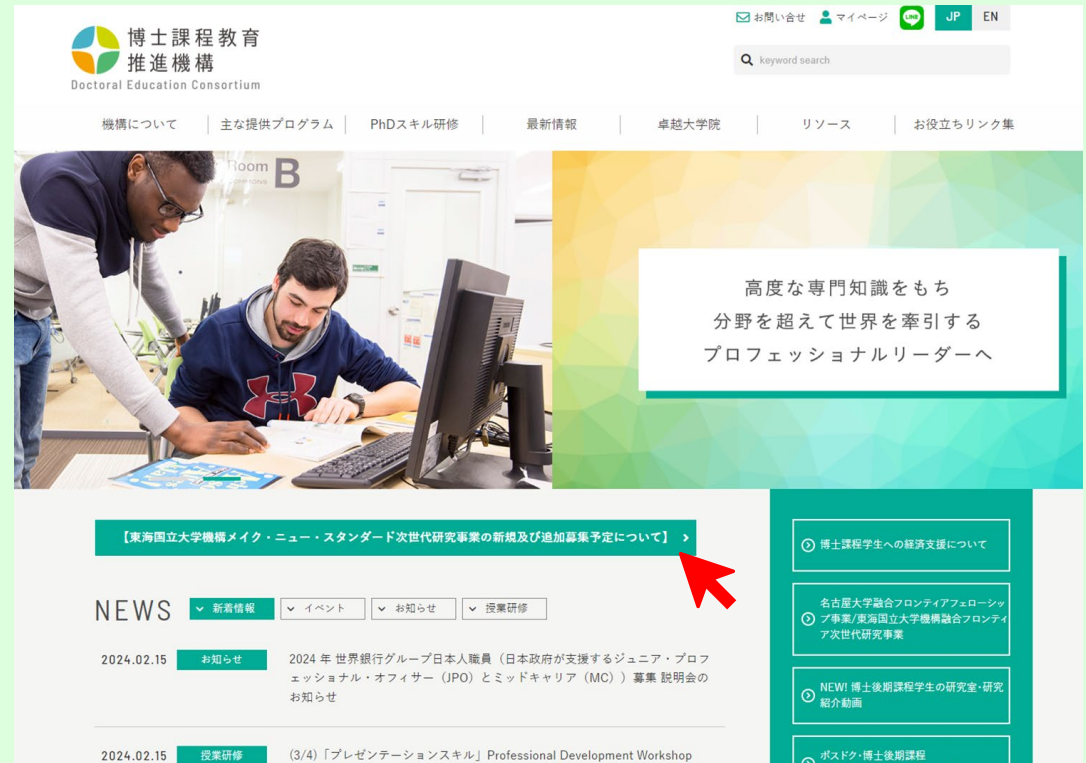 お問い合せ
マイページ
LINE
JP
EN
博士課程教育
推進機構
Doctoral Education Consortium
keyword search
機構について
主な提供プログラム
PhDスキル研修
最新情報
卓越大学院
リソース
お役立ちリンク集
Room
B
高度な専門知識をもち
分野を超えて世界を牽引する
プロフェッショナルリーダーへ
【東海国立大学機構メイク・ニュー・スタンダード次世代研究事業の新規及び追加募集予定について】
NEWS
新着情報
イベント
お知らせ
授業研修
2024.02.15
お知らせ
2024 年 世界銀行グループ日本人職員（日本政府が支援するジュニア・プロフ
ェッショナル・オフィサー（JPO）とミッドキャリア（MC））募集 説明会の
お知らせ
2024.02.15
授業研修
(3/4)「プレゼンテーションスキル」Professional Development Workshop
博士課程学生への経済支援について
名古屋大学融合フロンティアフェローシッ
プ事業/東海国立大学機構融合フロンティ
ア次世代研究事業
NEW! 博士後期課程学生の研究室・研究
紹介動画
ポスドク・博士後期課程